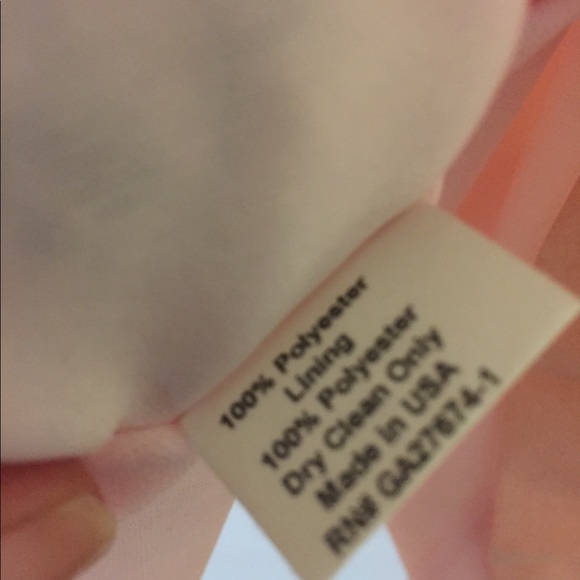 100% Polyester
Lining
100% Polyester
Dry Clean Only
Made in USA
RN# GA27674-1